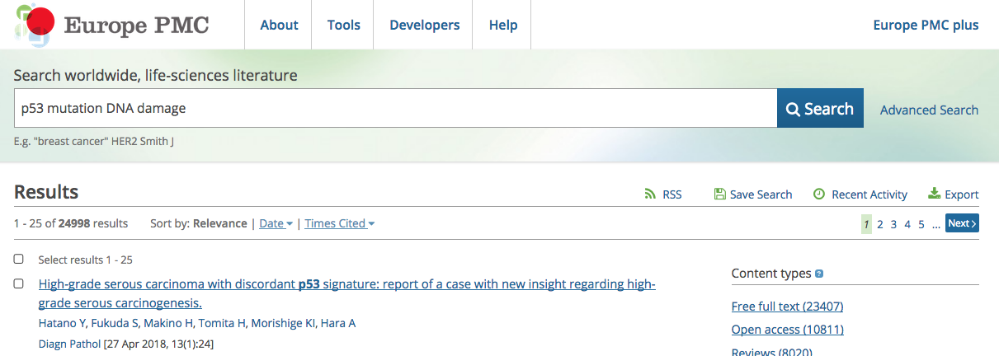 Europe PMC
About
Tools
Developers
Help
Europe PMC plus
Search worldwide, life-sciences literature
p53 mutation DNA damage
Search
Advanced Search
E.g. "breast cancer" HER2 Smith J
Results
RSS
Save Search
Recent Activity
Export
1 - 25 of 24998 results
Sort by: Relevance | Date | Times Cited
1 2 3 4 5 ... Next
Select results 1 - 25
High-grade serous carcinoma with discordant p53 signature: report of a case with new insight regarding high-
grade serous carcinogenesis.
Hatano Y, Fukuda S, Makino H, Tomita H, Morishige KI, Hara A
Diagn Pathol [27 Apr 2018, 13(1):24]
Content types ?
Free full text (23407)
Open access (10811)
Reviews (8020)